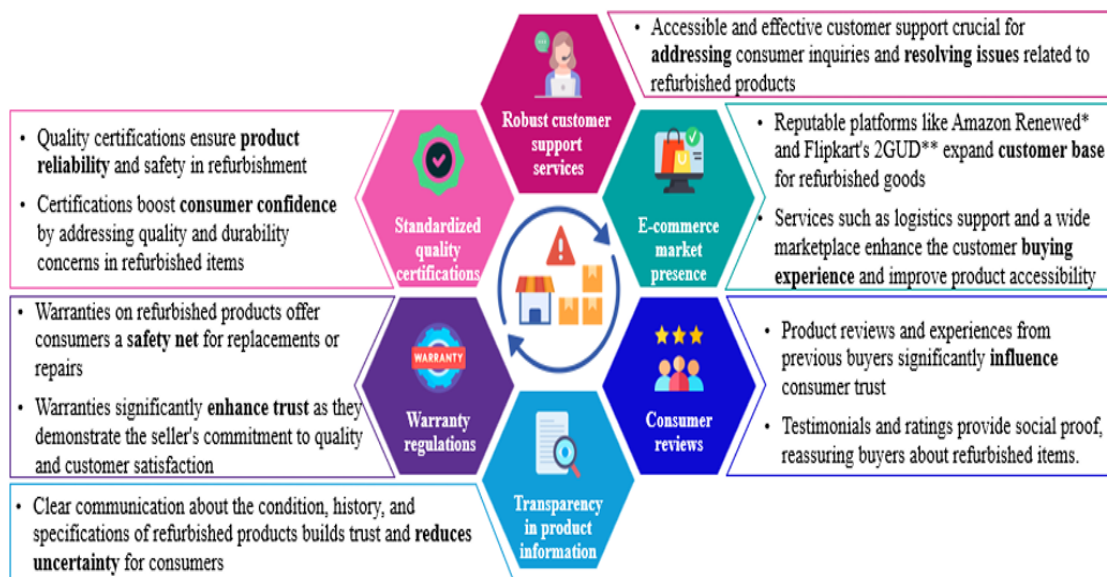 • Accessible and effective customer support crucial for
addressing consumer inquiries and resolving issues related to
refurbished products
Robust customer
support
services
• Quality certifications ensure product
reliability and safety in refurbishment
• Certifications boost consumer confidence
by addressing quality and durability
concerns in refurbished items
Standardized
quality
certifications
E-commerce
market
presence
• Reputable platforms like Amazon Renewed*
and Flipkart's 2GUD** expand customer base
for refurbished goods
• Services such as logistics support and a wide
marketplace enhance the customer buying
experience and improve product accessibility
• Warranties on refurbished products offer
consumers a safety net for replacements or
repairs
• Warranties significantly enhance trust as they
demonstrate the seller's commitment to quality
and customer satisfaction
WARRANTY
Warranty
regulations
Consumer
reviews
• Product reviews and experiences from
previous buyers significantly influence
consumer trust
• Testimonials and ratings provide social proof,
reassuring buyers about refurbished items.
Transparency
in product
information
• Clear communication about the condition, history, and
specifications of refurbished products builds trust and reduces
uncertainty for consumers